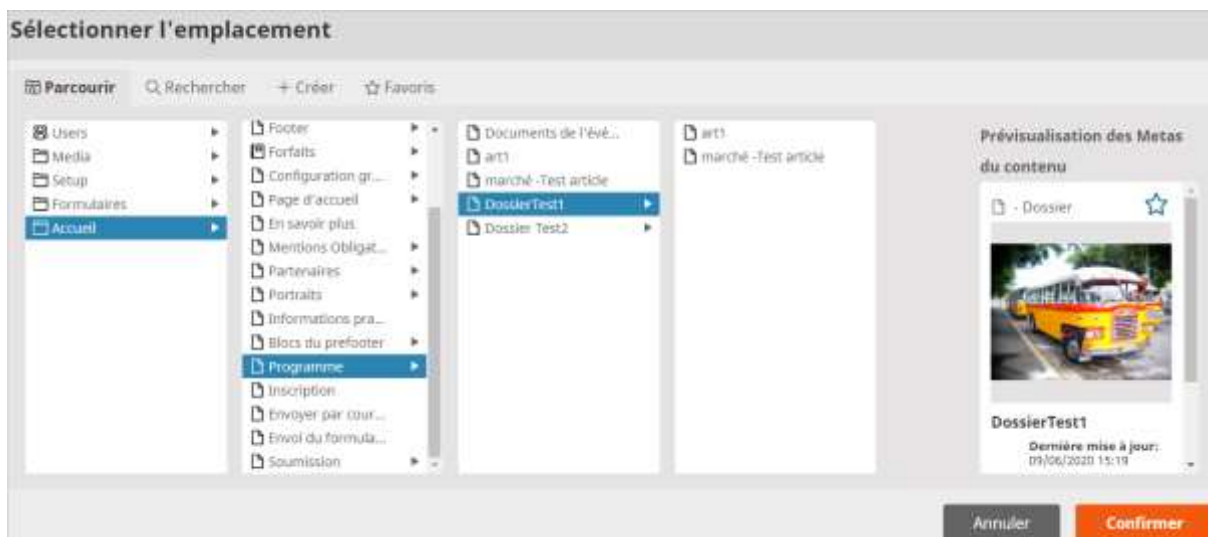 Sélectionner l'emplacement
Parcourir Rechercher + Créer Favoris
Users
Media
Setup
Formulaires
Accueil
Footer
Forfaits
Configuration gr...
Page d'accueil
En savoir plus
Mentions Obligat...
Partenaires
Portraits
Informations pra...
Blocs du prefooter
Programme
Inscription
Envoyer par cour...
Envoi du formula...
Soumission
Documents de l'évé...
art1
marché -Test article
DossierTest1
Dossier Test2
art1
marché -Test article
Prévisualisation des Metas
du contenu
- Dossier
DossierTest1
Dernière mise à jour:
09/06/2020 15:19
Annuler Confirmer